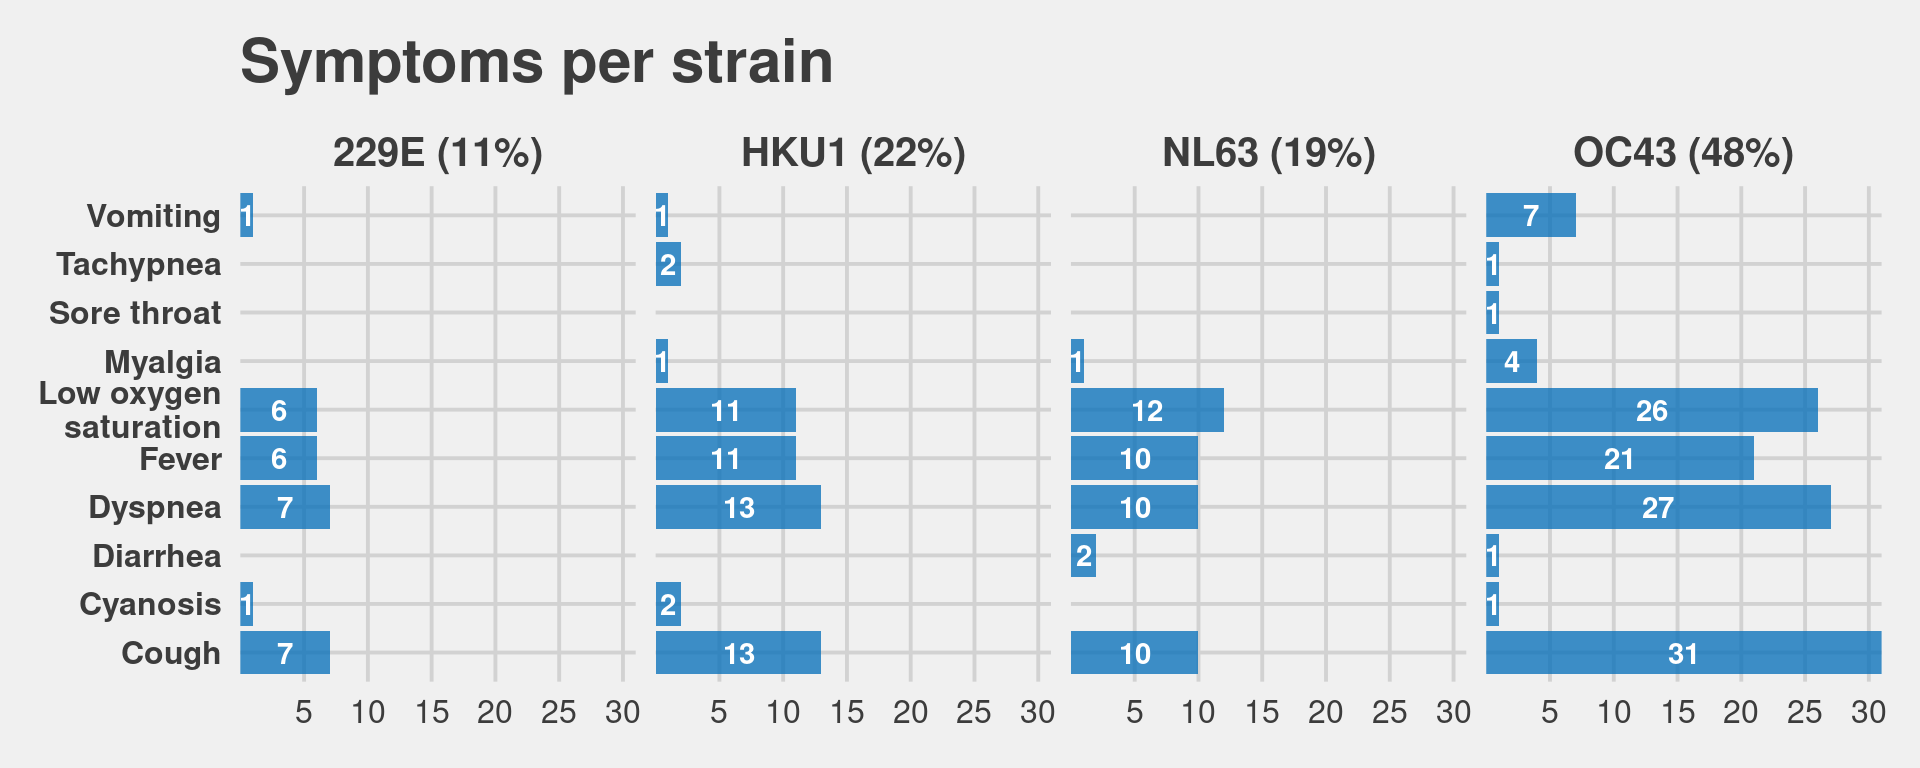 Symptoms per strain
229E (11%) HKU1 (22%) NL63 (19%) OC43 (48%)
Vomiting 1 1 7
Tachypnea 2 1
Sore throat 1
Myalgia 1 1 4
Low oxygen
saturation 6 11 12 26
Fever 6 11 10 21
Dyspnea 7 13 10 27
Diarrhea 2 1
Cyanosis 1 2 1
Cough 7 13 10 31
5 10 15 20 25 30 5 10 15 20 25 30 5 10 15 20 25 30 5 10 15 20 25 30